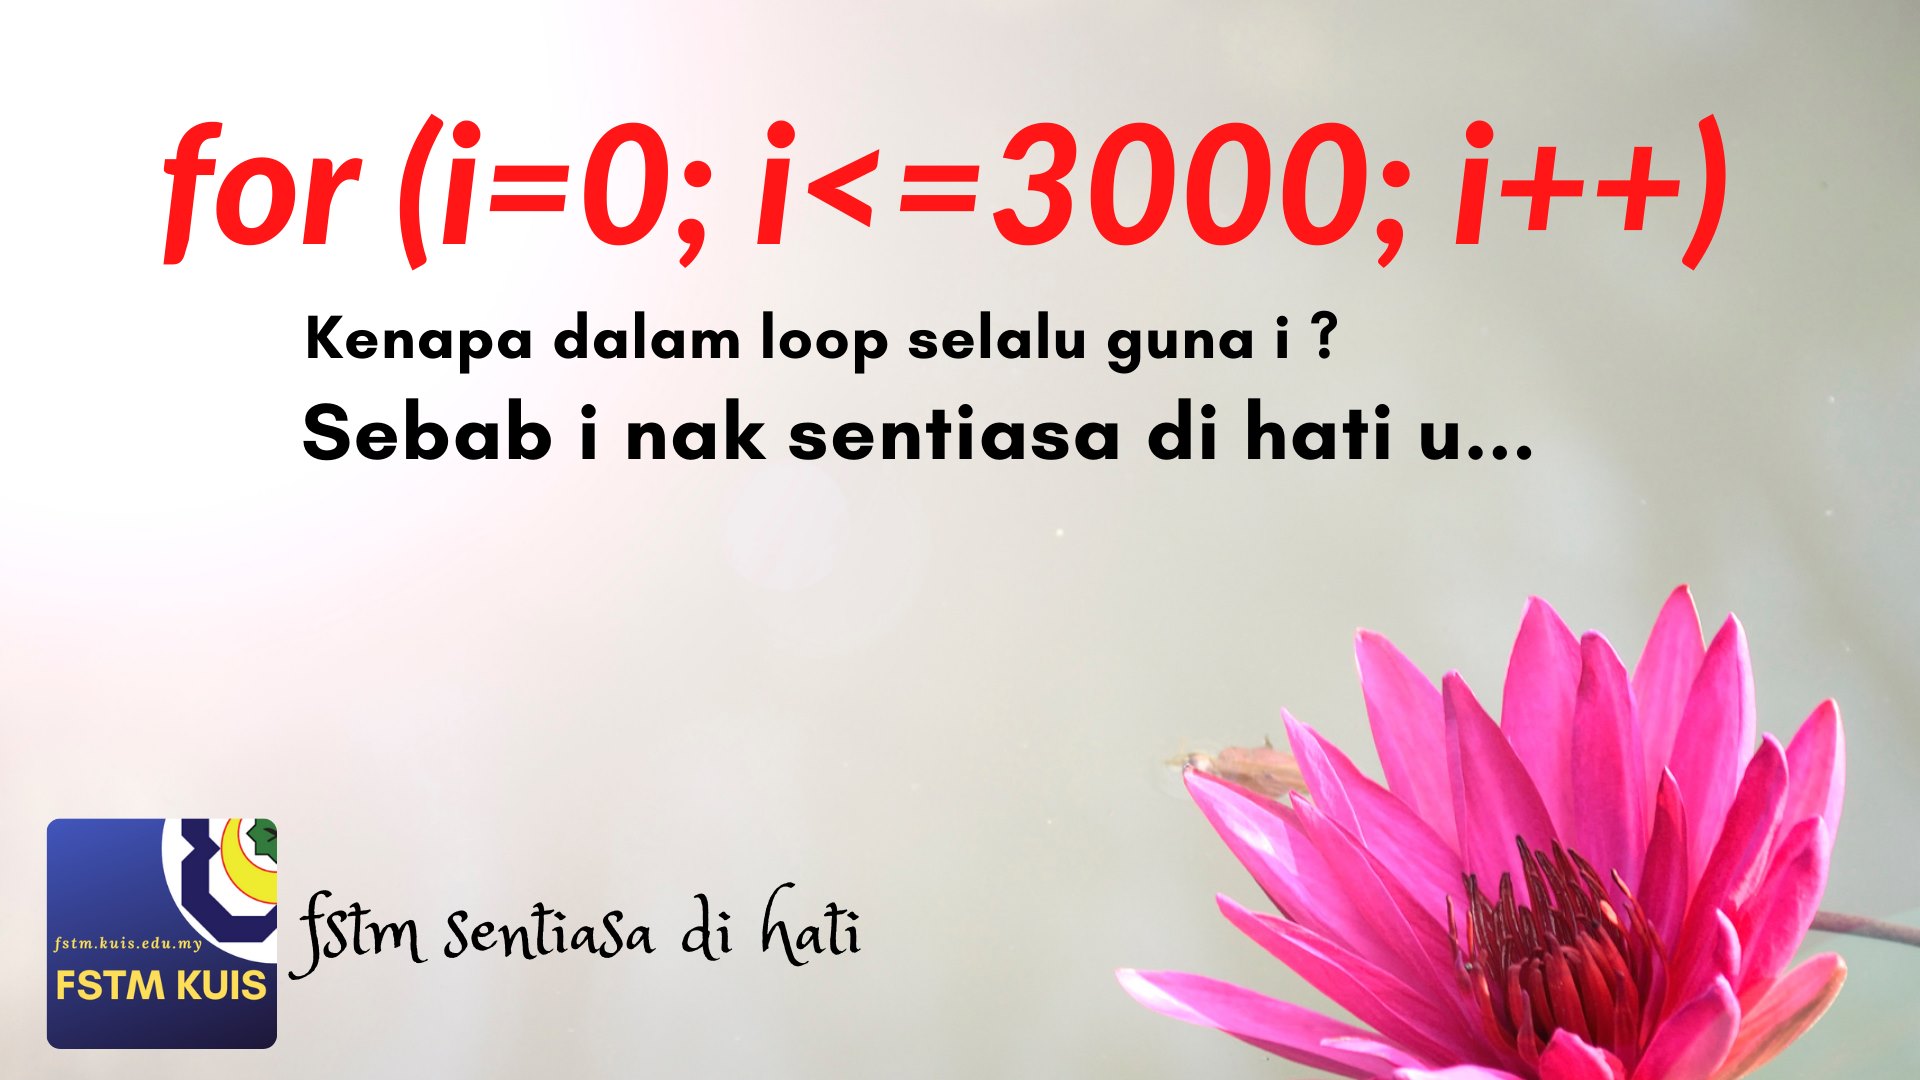 for (i=0; i<=3000; i++)
Kenapa dalam loop selalu guna i ?
Sebab i nak sentiasa di hati u...
fstm.kuis.edu.my
FSTM KUIS
fstm sentiasa di hati